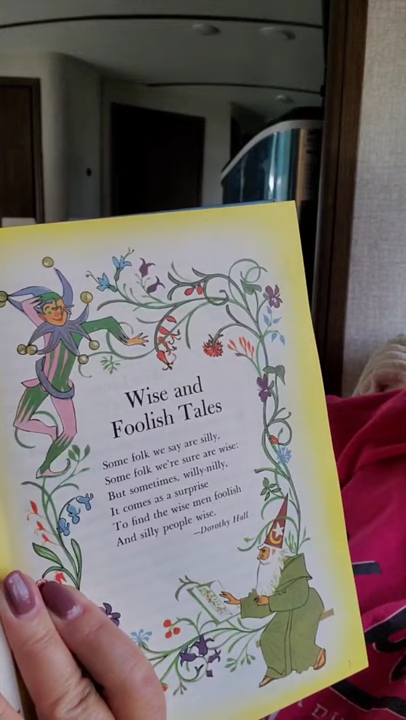 Wise and
Foolish Tales
Some folk we say are silly,
Some folk we're sure are wise:
But sometimes, willy-nilly,
It comes as a surprise
To find the wise men foolish
And silly people wise.
—Dorothy Hall